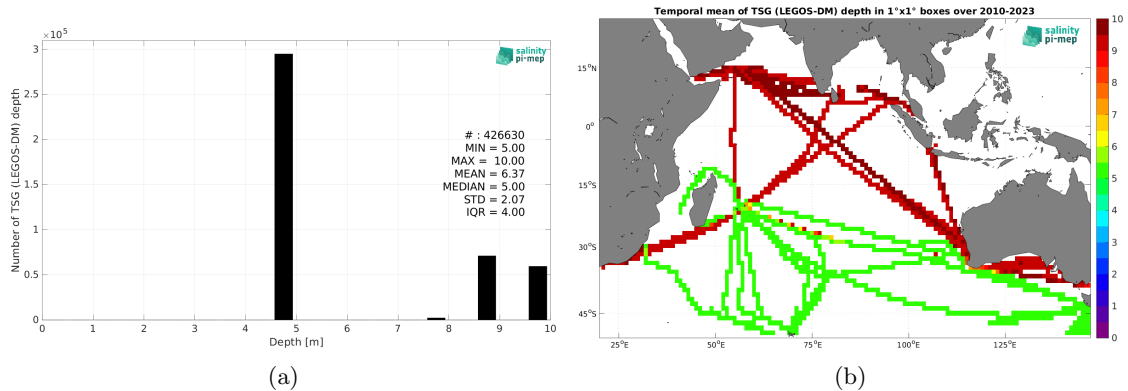 ×10⁵
3
2.5
2
1.5
1
0.5
0
Number of TSG (LEGOS-DM) depth
salinity
pi-mep
# : 426630
MIN = 5.00
MAX = 10.00
MEAN = 6.37
MEDIAN = 5.00
STD = 2.07
IQR = 4.00
0 1 2 3 4 5 6 7 8 9 10
Depth [m]
(a)
Temporal mean of TSG (LEGOS-DM) depth in 1°x1° boxes over 2010-2023
salinity
pi-mep
15°N
0°
15°S
30°S
45°S
25°E 50°E 75°E 100°E 125°E
10
9
8
7
6
5
4
3
2
1
0
(b)